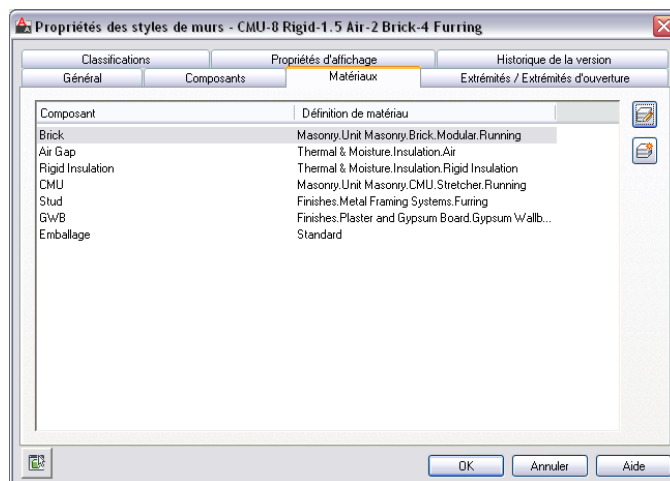 Propriétés des styles de murs - CMU-8 Rigid-1.5 Air-2 Brick-4 Furring
Classifications Propriétés d'affichage Historique de la version
Général Composants Matériaux Extrémités / Extrémités d'ouverture
Composant Définition de matériau
Brick Masonry.Unit Masonry.Brick.Modular.Running
Air Gap Thermal & Moisture.Insulation.Air
Rigid Insulation Thermal & Moisture.Insulation.Rigid Insulation
CMU Masonry.Unit Masonry.CMU.Stretcher.Running
Stud Finishes.Metal Framing Systems.Furring
GWB Finishes.Plaster and Gypsum Board.Gypsum Wallb...
Emballage Standard
OK Annuler Aide